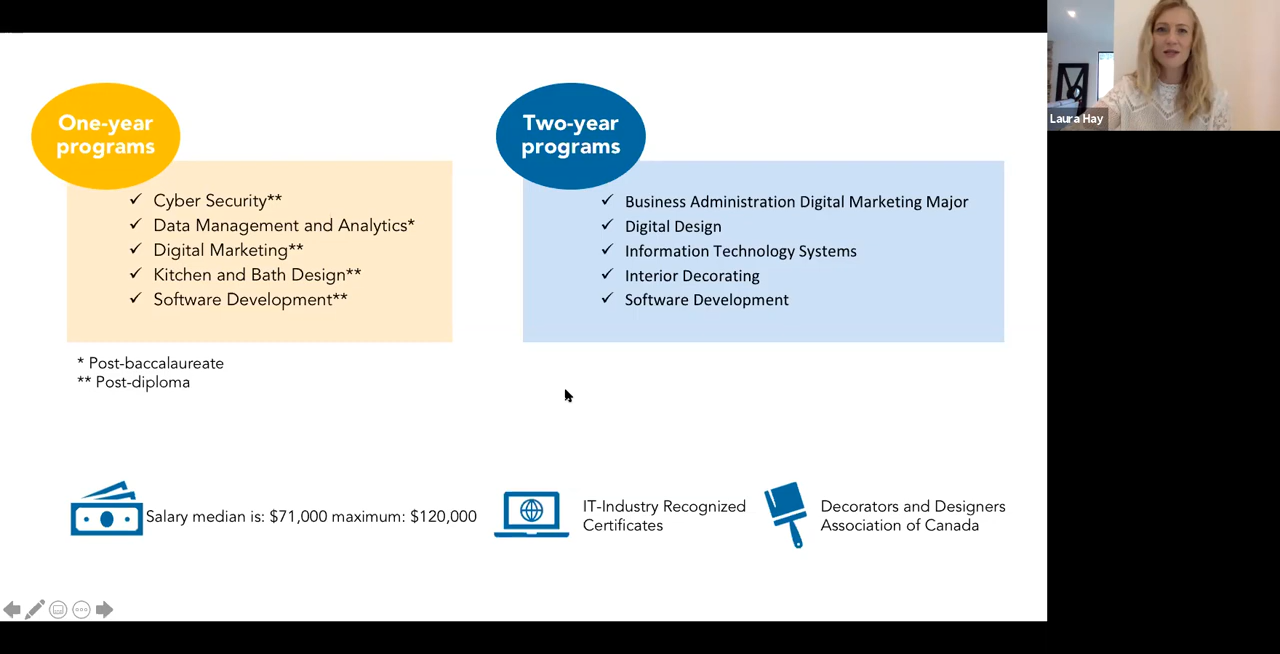 One-year
programs
Cyber Security**
Data Management and Analytics*
Digital Marketing**
Kitchen and Bath Design**
Software Development**
* Post-baccalaureate
** Post-diploma
Two-year
programs
Business Administration Digital Marketing Major
Digital Design
Information Technology Systems
Interior Decorating
Software Development
Salary median is: $71,000 maximum: $120,000
IT-Industry Recognized
Certificates
Decorators and Designers
Association of Canada
Laura Hay